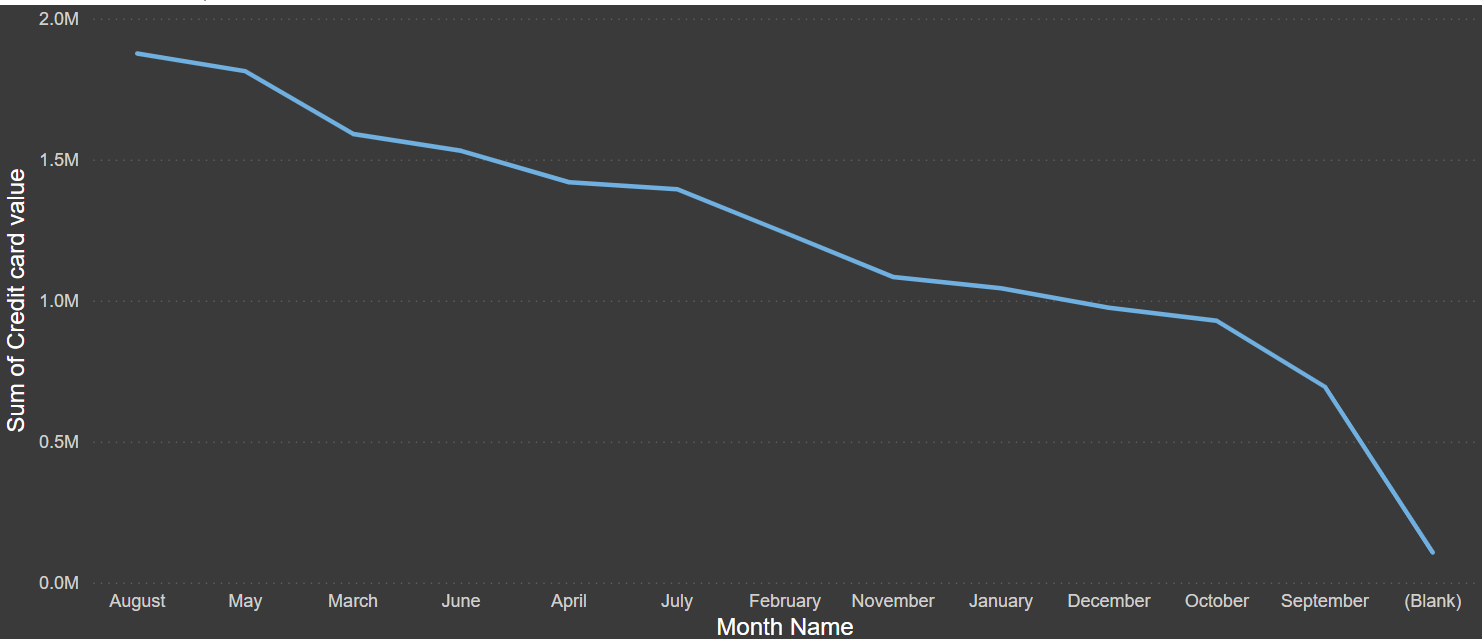 2.0M
1.5M
1.0M
0.5M
0.0M
Sum of Credit card value
August May March June April July February November January December October September (Blank)
Month Name